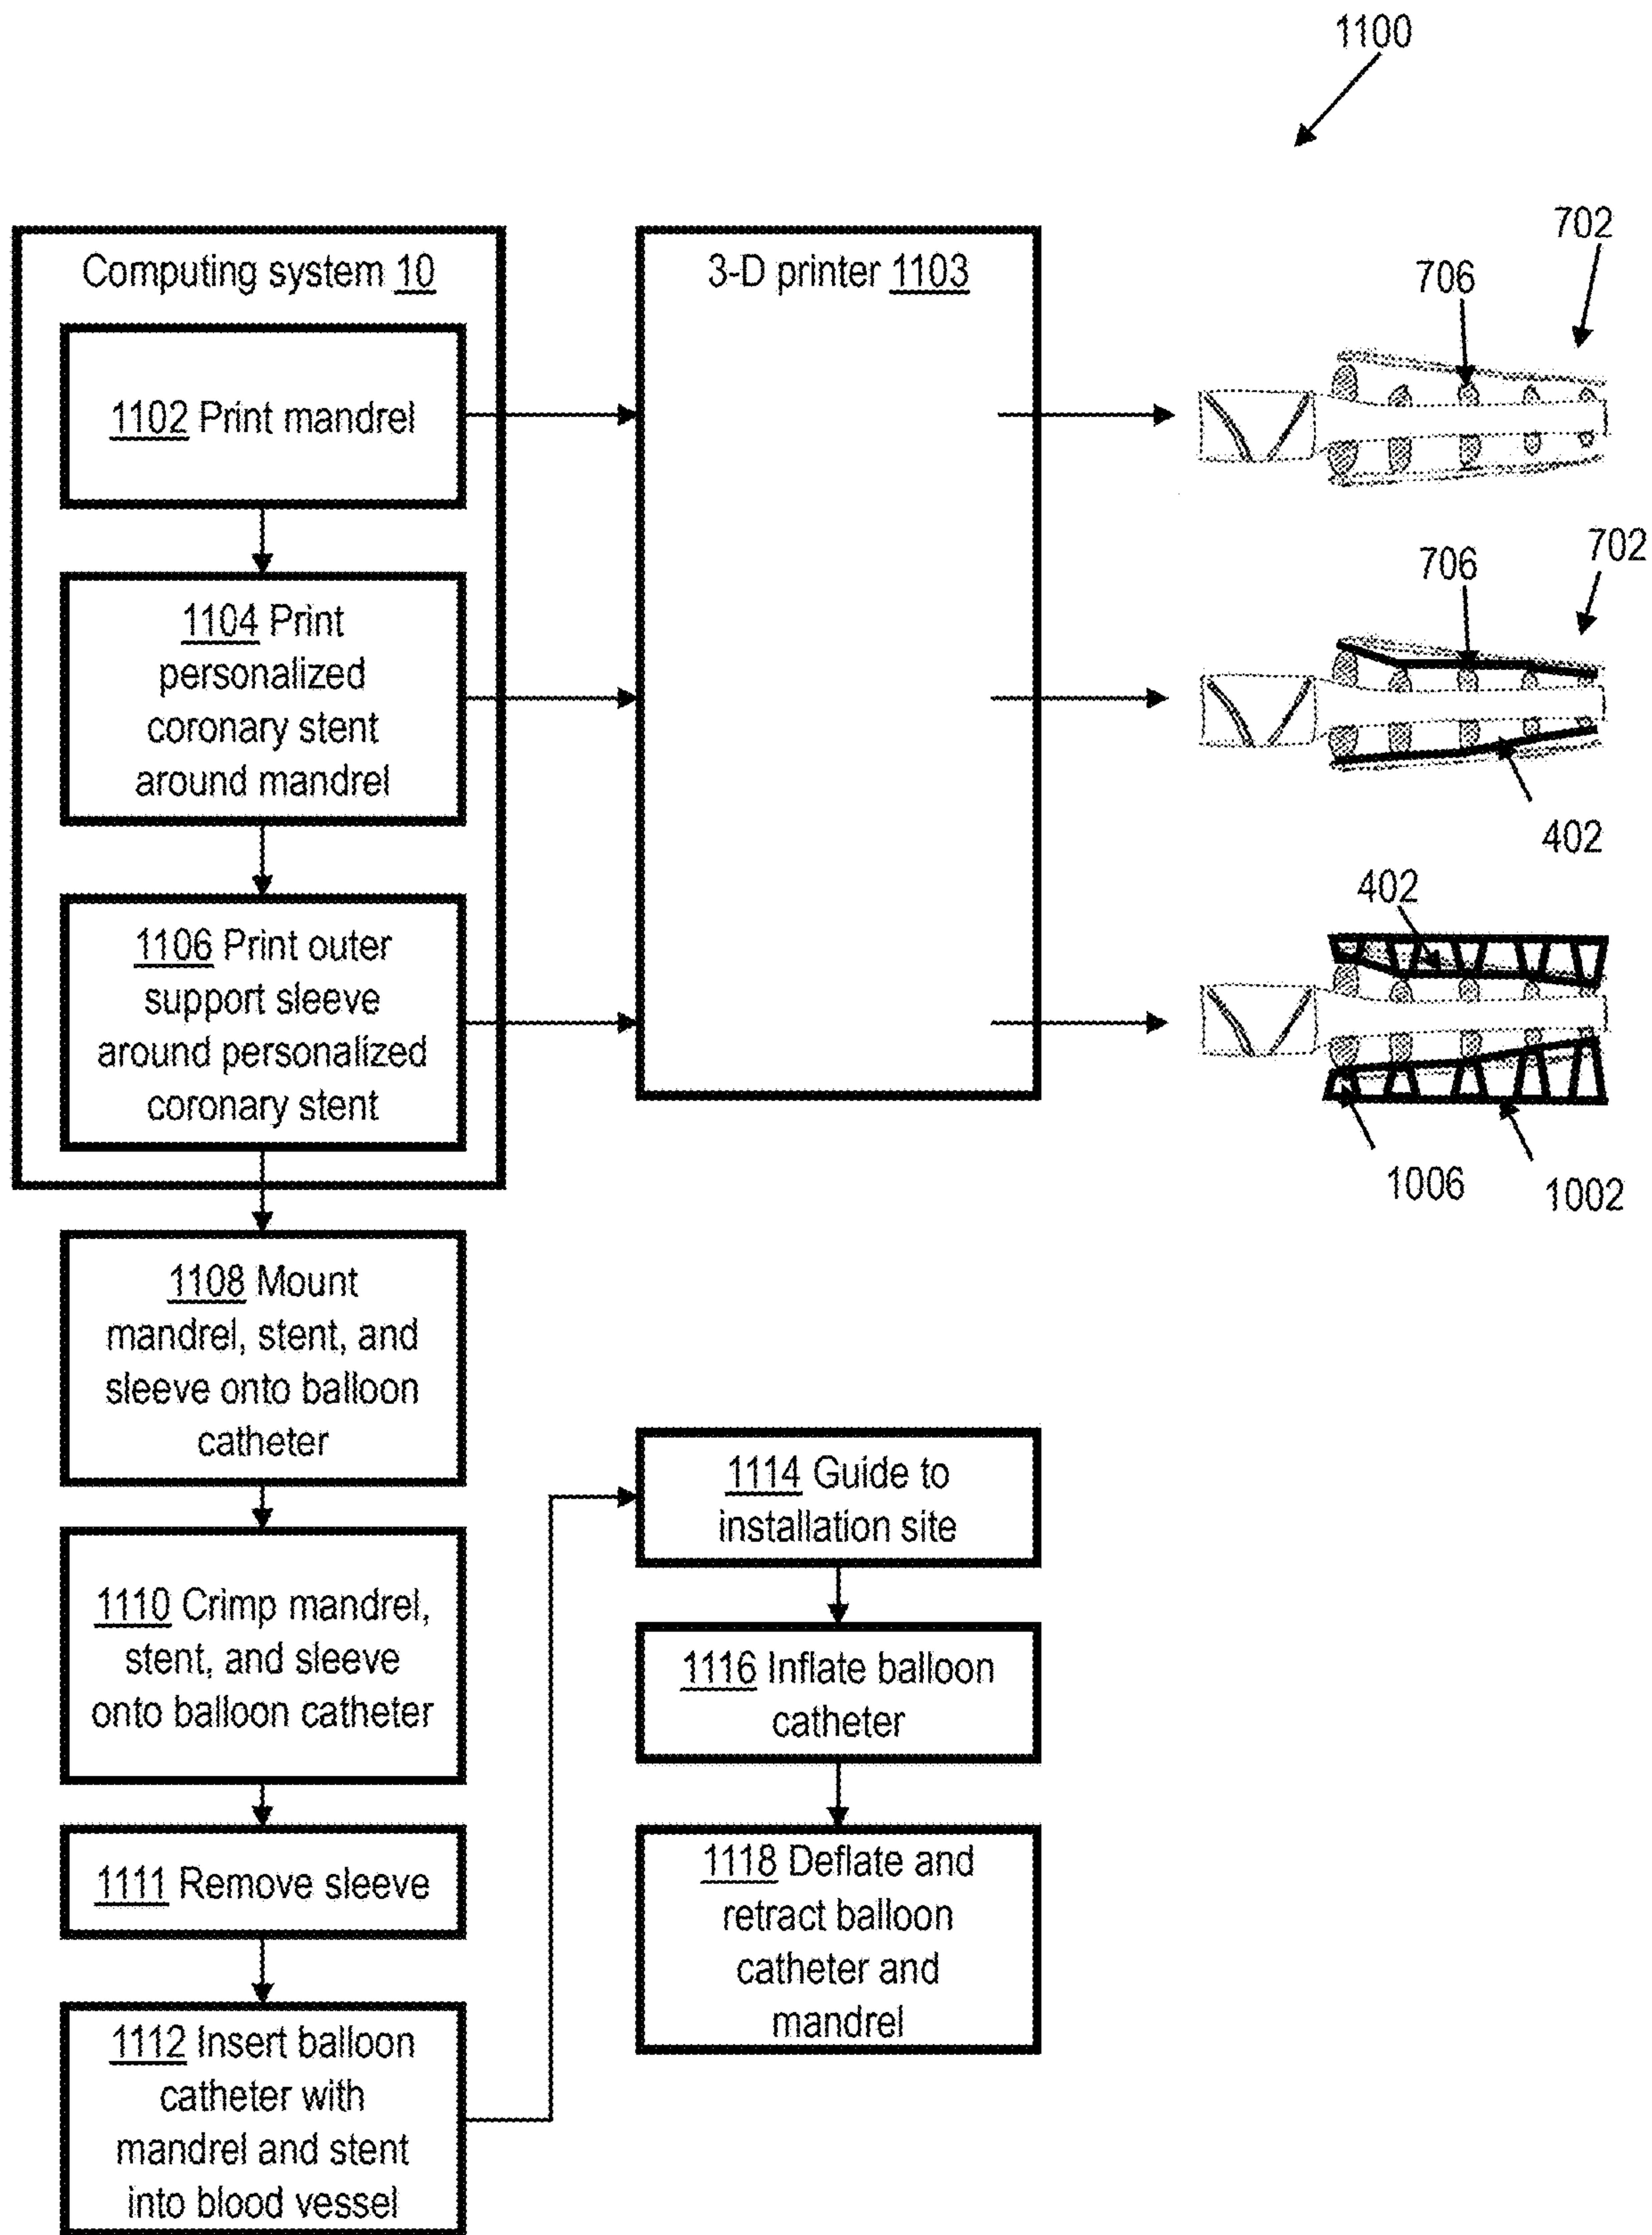 1100
Computing system 10
3-D printer 1103
702
706
1102 Print mandrel
702
706
1104 Print
personalized
coronary stent
around mandrel
402
402
1106 Print outer
support sleeve
around personalized
coronary stent
1006
1002
1108 Mount
mandrel, stent, and
sleeve onto balloon
catheter
1110 Crimp mandrel,
stent, and sleeve
onto balloon catheter
1111 Remove sleeve
1112 Insert balloon
catheter with
mandrel and stent
into blood vessel
1114 Guide to
installation site
1116 Inflate balloon
catheter
1118 Deflate and
retract balloon
catheter and
mandrel